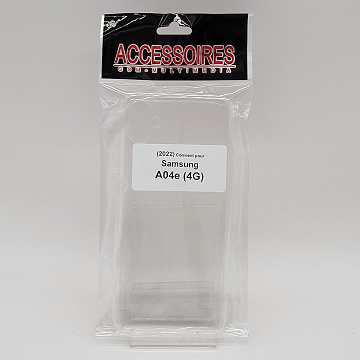 ACCESSOIRES
GSM-MULTIMEDIA
(2022) Convient pour
Samsung
A04e (4G)